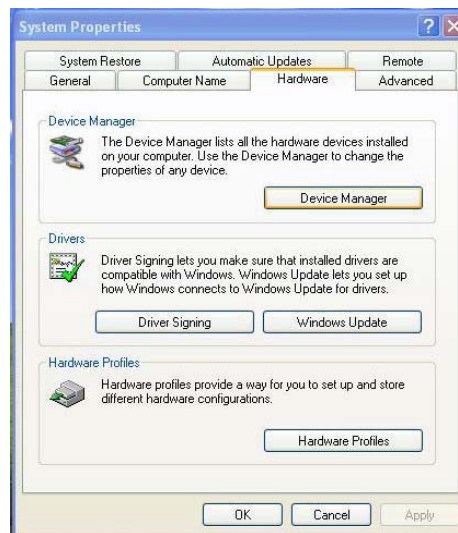 System Properties
System Restore
Automatic Updates
Remote
General
Computer Name
Hardware
Advanced
Device Manager
The Device Manager lists all the hardware devices installed
on your computer. Use the Device Manager to change the
properties of any device.
Device Manager
Drivers
Driver Signing lets you make sure that installed drivers are
compatible with Windows. Windows Update lets you set up
how Windows connects to Windows Update for drivers.
Driver Signing
Windows Update
Hardware Profiles
Hardware profiles provide a way for you to set up and store
different hardware configurations.
Hardware Profiles
OK
Cancel
Apply